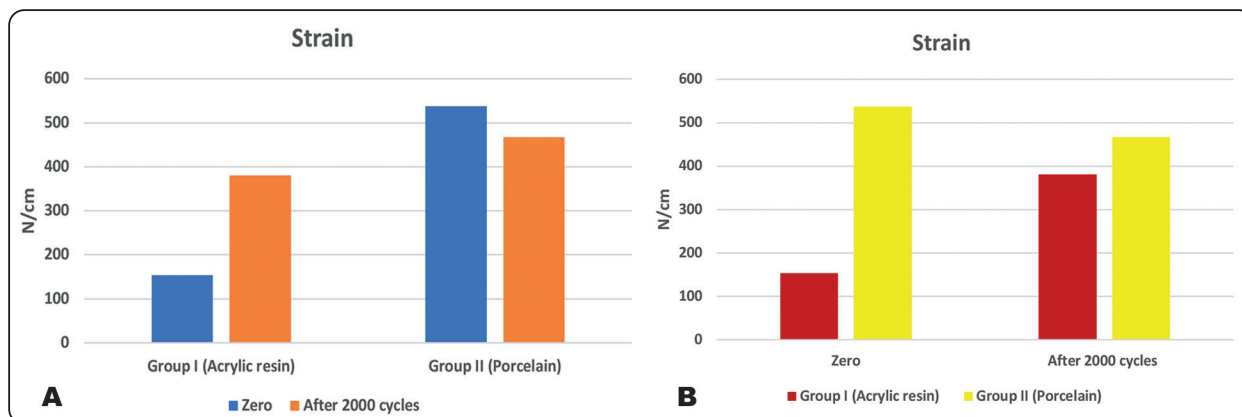 Strain
600
500
400
300
200
100
0
N/cm
Group I (Acrylic resin) Group II (Porcelain)
Zero After 2000 cycles
A
Strain
600
500
400
300
200
100
0
N/cm
Zero After 2000 cycles
Group I (Acrylic resin) Group II (Porcelain)
B